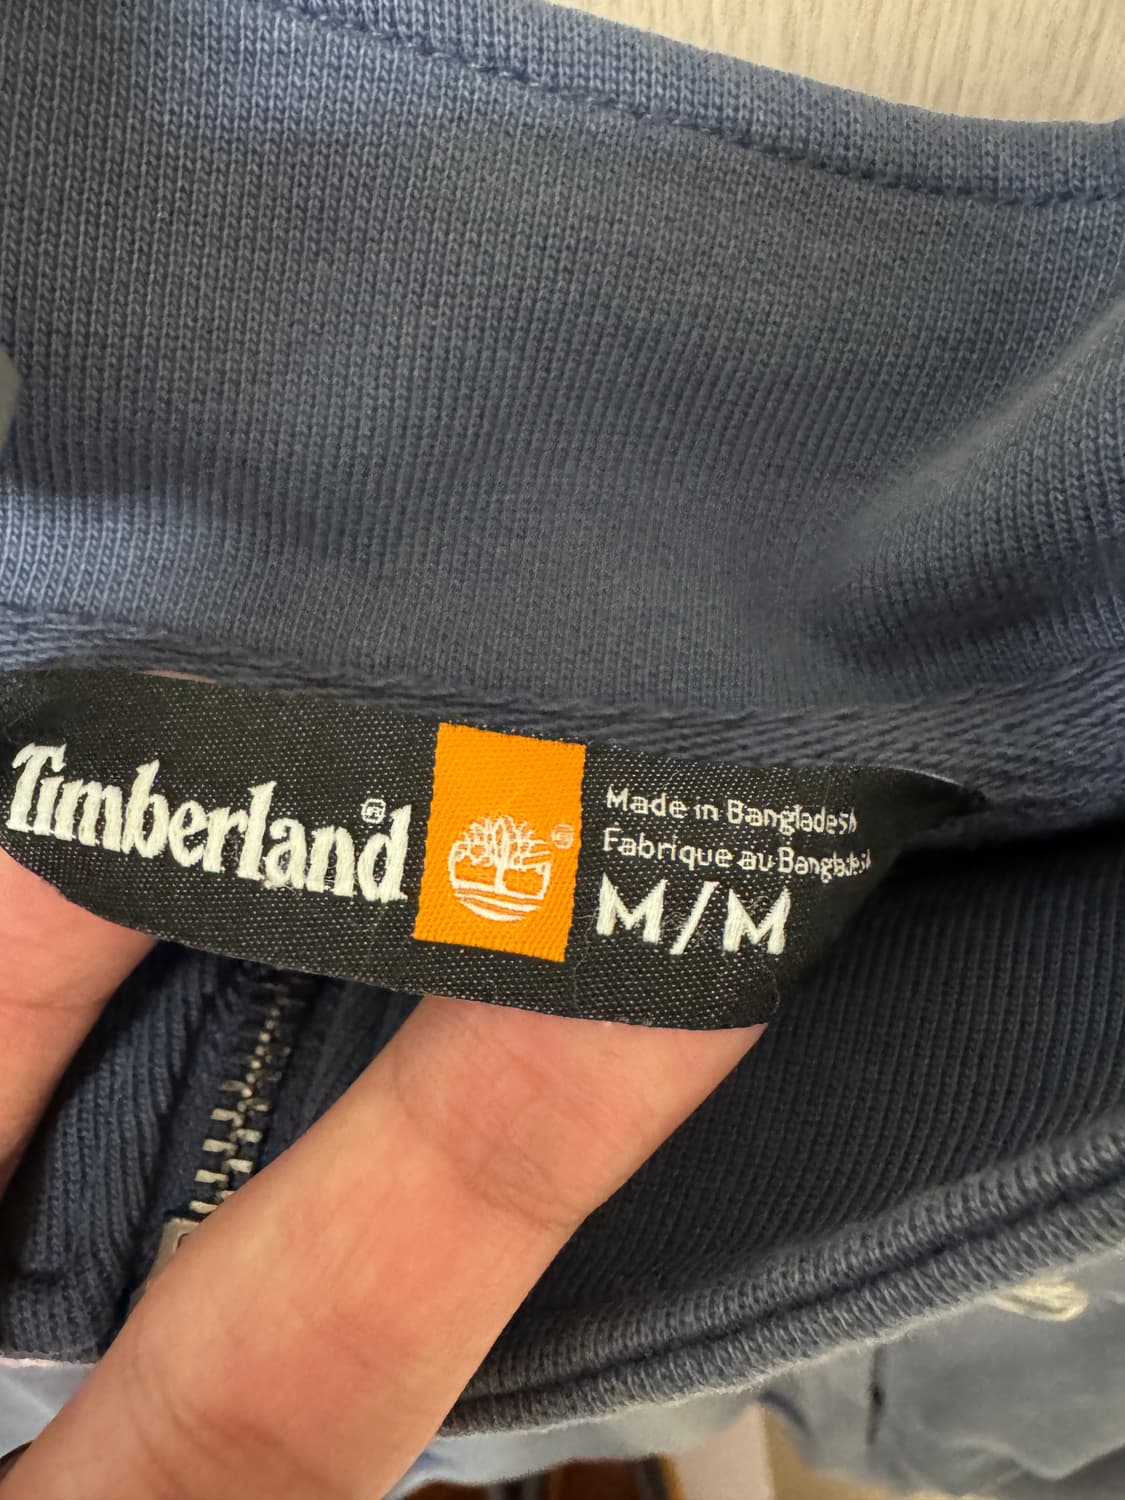 Timberland®
®
Made in Bangladesh
Fabrique au Bangladesh
M/M